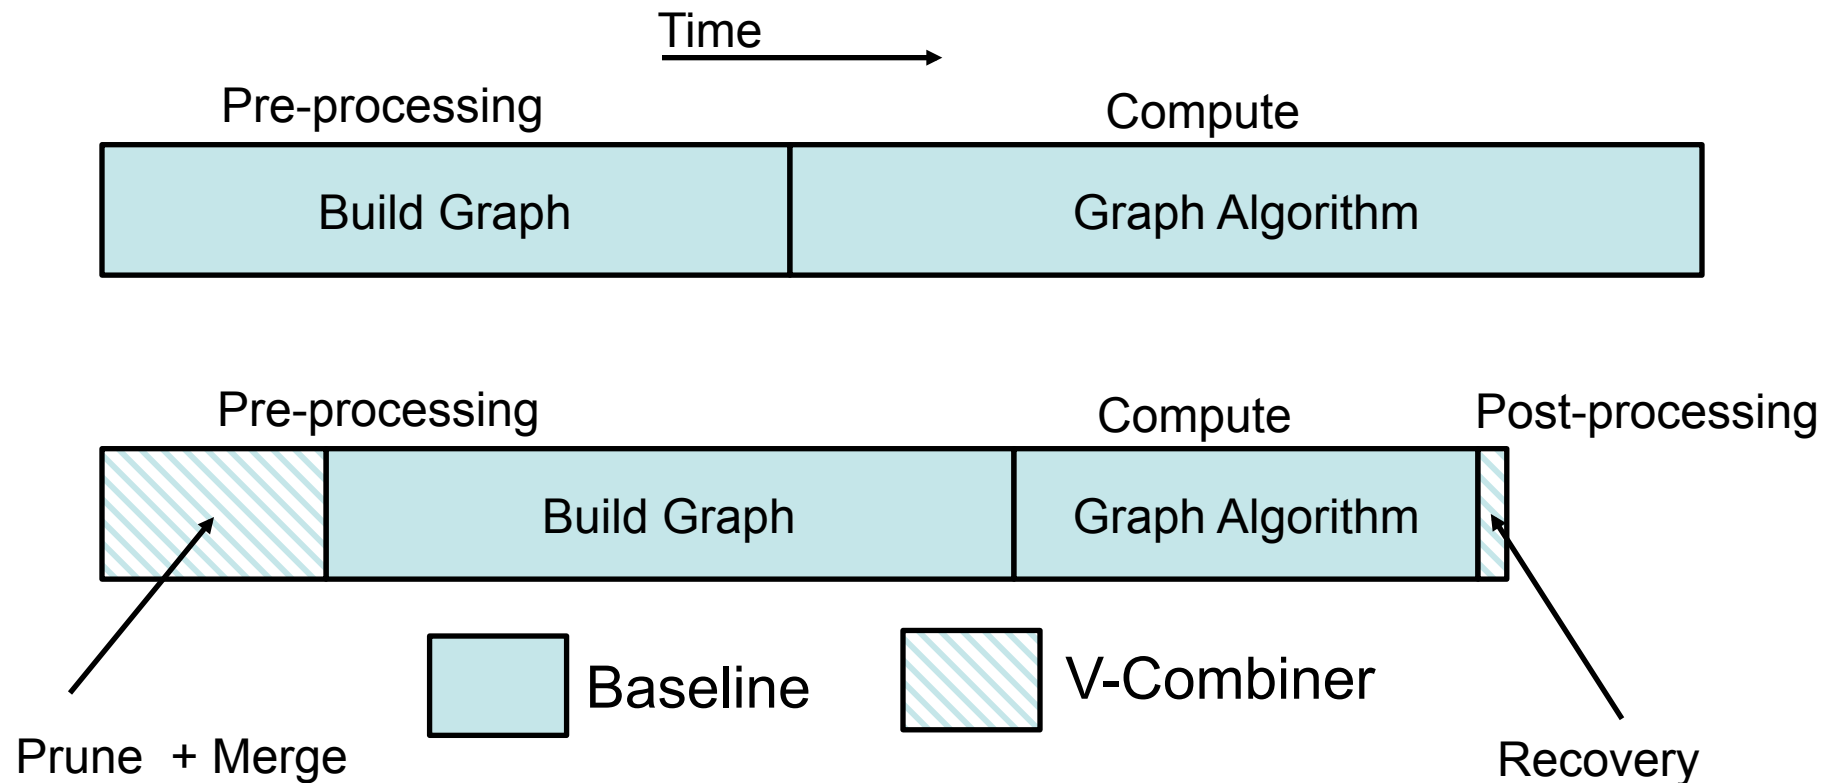 Time
Pre-processing
Compute
Build Graph
Graph Algorithm
Pre-processing
Compute
Post-processing
Build Graph
Graph Algorithm
Baseline
V-Combiner
Prune + Merge
Recovery